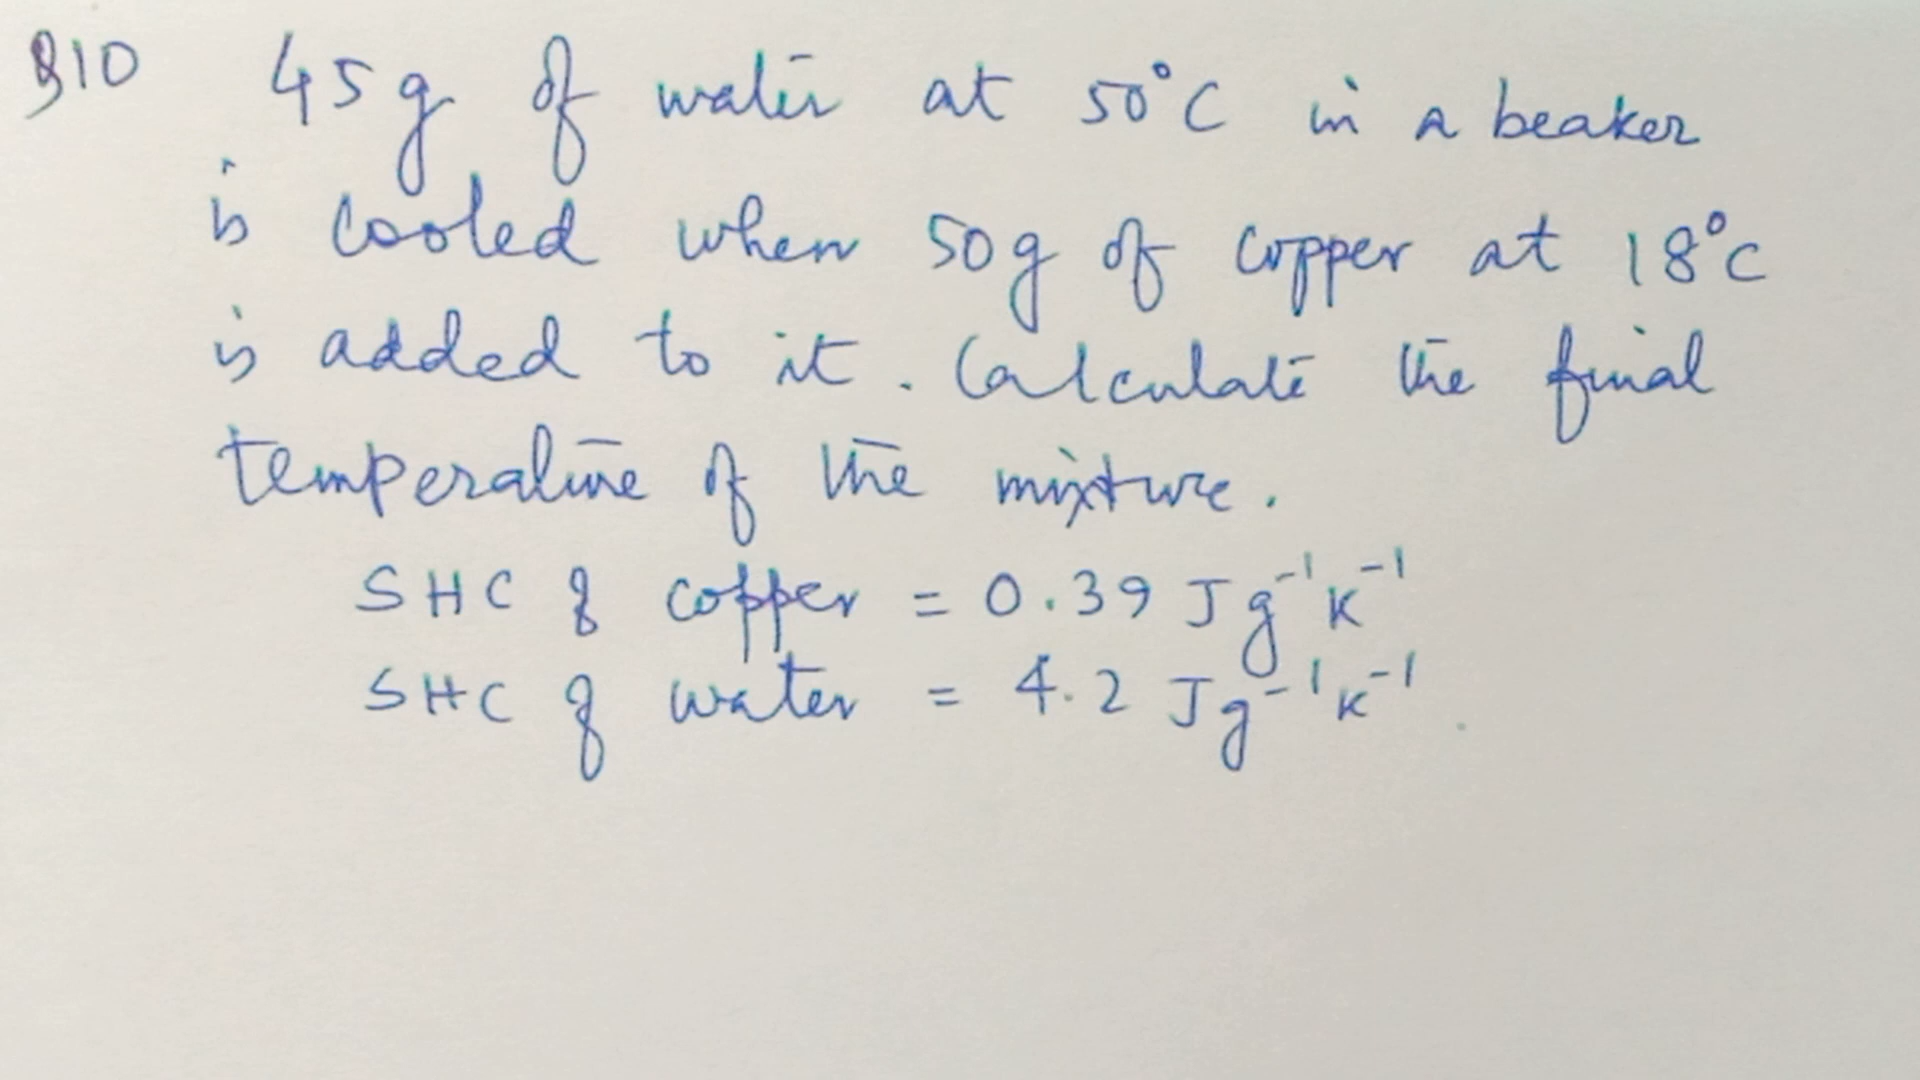 Q10 45g of water at 50°C in a beaker
is cooled when 50g of copper at 18°C
is added to it. Calculate the final
temperature of the mixture.
SHC of copper = 0.39 Jg⁻¹K⁻¹
SHC of water = 4.2 Jg⁻¹K⁻¹